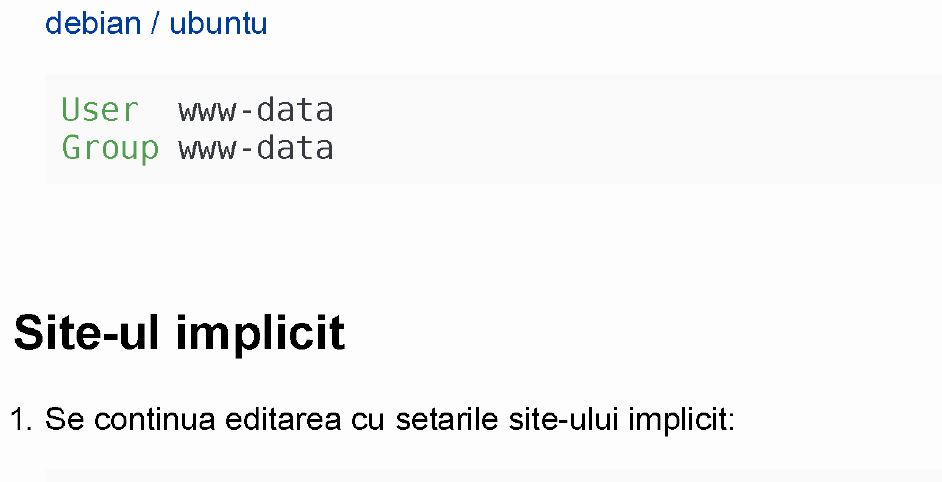 debian / ubuntu
User  www-data
Group www-data
Site-ul implicit
1. Se continua editarea cu setarile site-ului implicit: